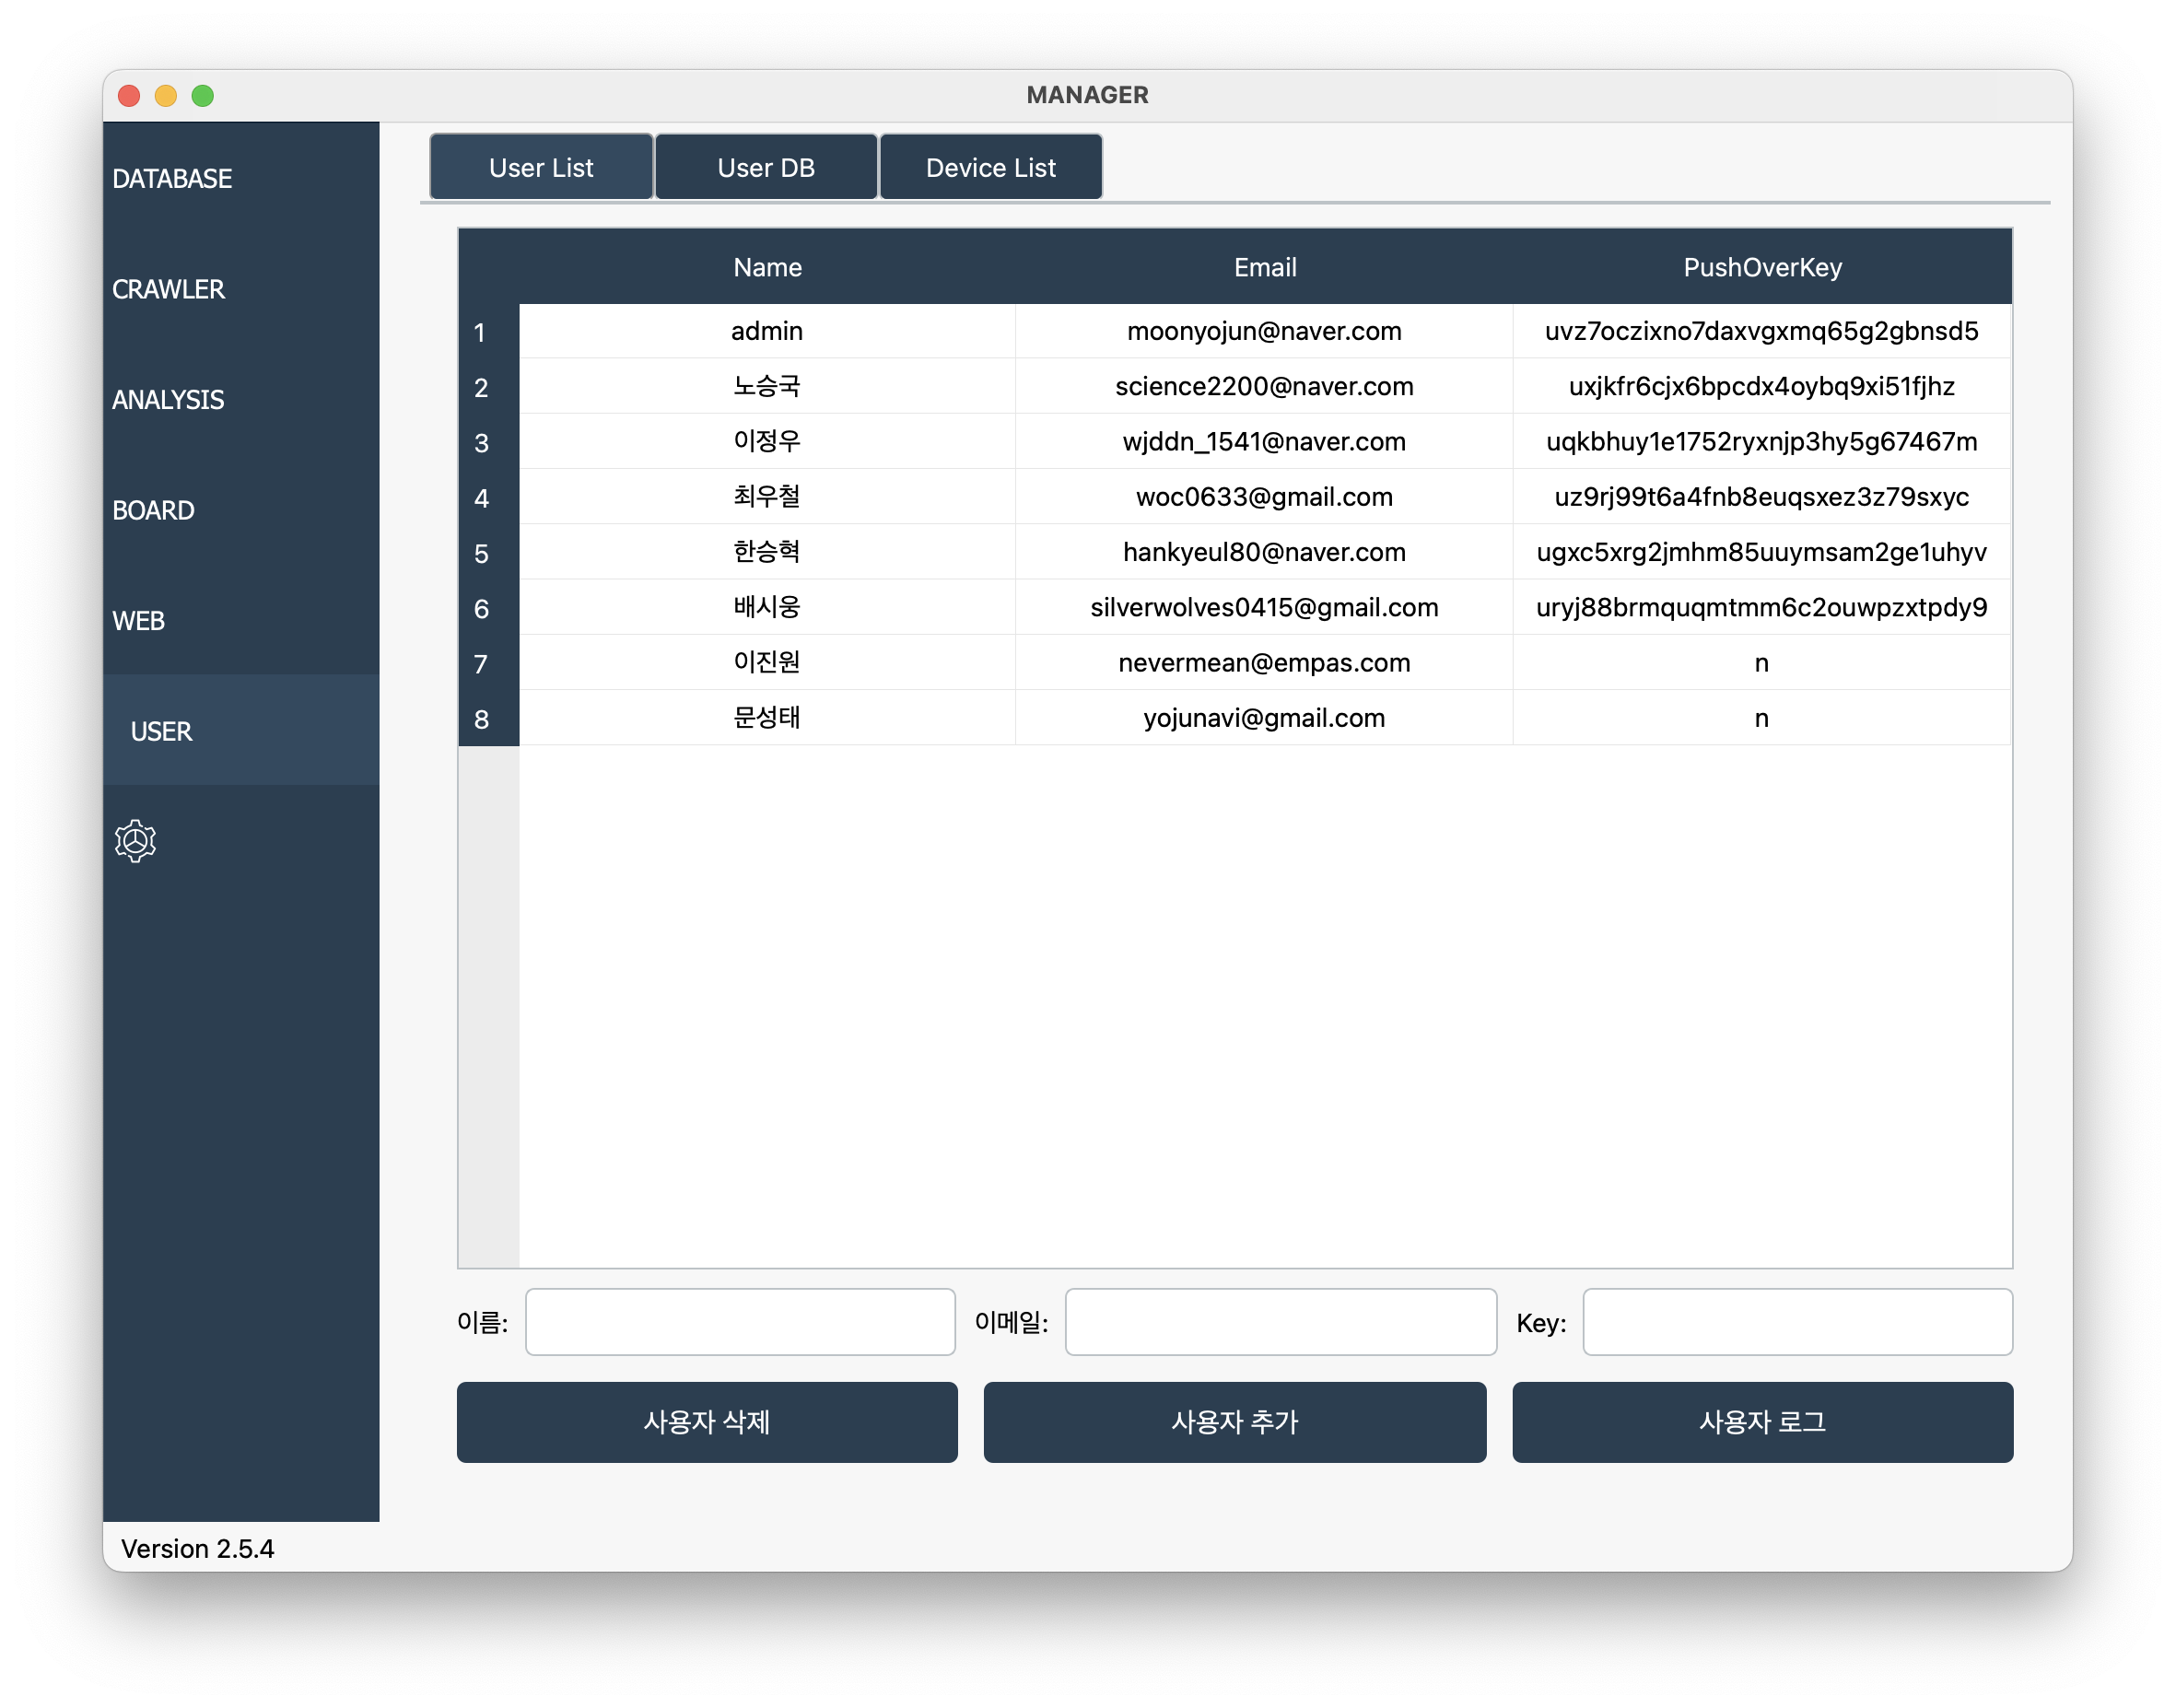 MANAGER
DATABASE
CRAWLER
ANALYSIS
BOARD
WEB
USER
User List User DB Device List
Name Email PushOverKey
1 admin moonyojun@naver.com uvz7oczixno7daxvgxmq65g2gbnsd5
2 노승국 science2200@naver.com uxjkfr6cjx6bpcdx4oybq9xi51fjhz
3 이정우 wjddn_1541@naver.com uqkbhuy1e1752ryxnjp3hy5g67467m
4 최우철 woc0633@gmail.com uz9rj99t6a4fnb8euqsxez3z79sxyc
5 한승혁 hankyeul80@naver.com ugxc5xrg2jmhm85uuymsam2ge1uhyv
6 배시웅 silverwolves0415@gmail.com uryj88brmquqmtmm6c2ouwpzxtpdy9
7 이진원 nevermean@empas.com n
8 문성태 yojunavi@gmail.com n
이름: 이메일: Key:
사용자 삭제 사용자 추가 사용자 로그
Version 2.5.4